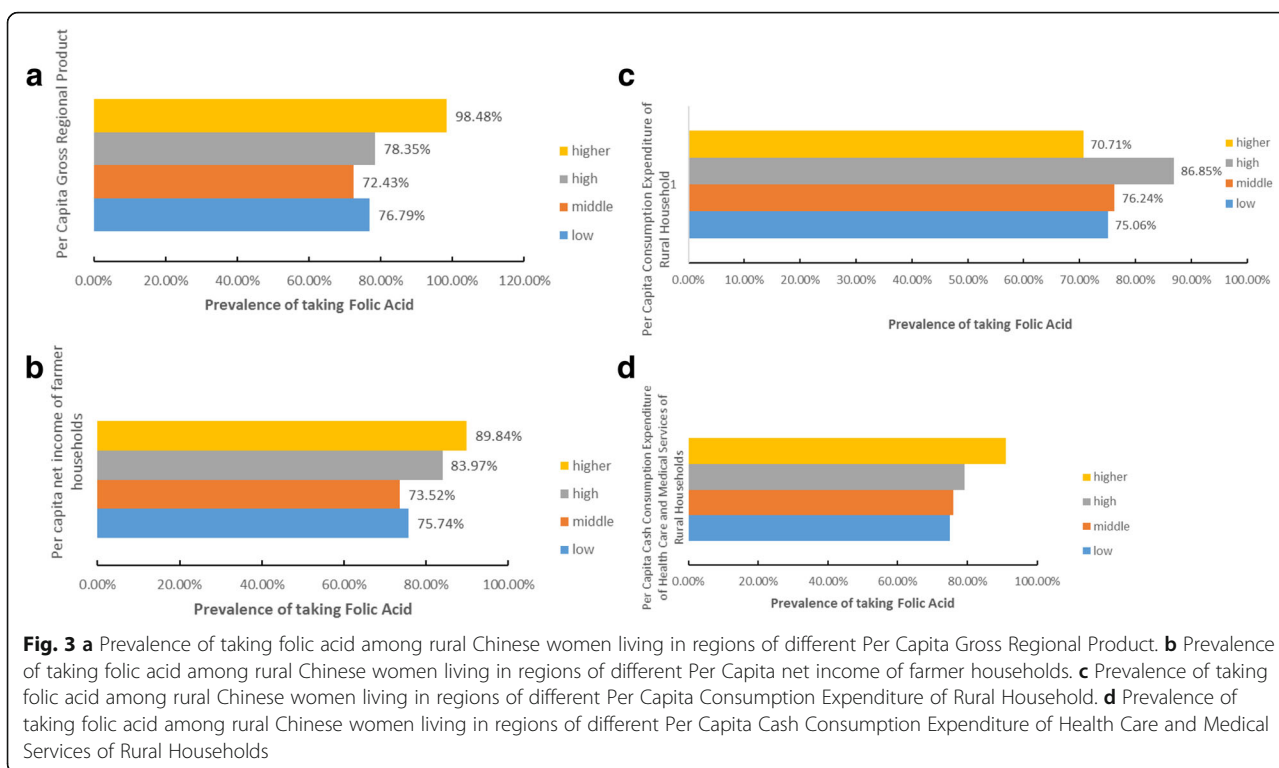 a
Per Capita Gross Regional Product
98.48%
78.35%
72.43%
76.79%
higher
high
middle
low
0.00% 20.00% 40.00% 60.00% 80.00% 100.00% 120.00%
Prevalence of taking Folic Acid
c
Per Capita Consumption Expenditure of
Rural Household
1
70.71%
86.85%
76.24%
75.06%
higher
high
middle
low
0.00% 10.00% 20.00% 30.00% 40.00% 50.00% 60.00% 70.00% 80.00% 90.00% 100.00%
Prevalence of taking Folic Acid
b
Per capita net income of farmer
households
89.84%
83.97%
73.52%
75.74%
higher
high
middle
low
0.00% 20.00% 40.00% 60.00% 80.00% 100.00%
Prevalence of taking Folic Acid
d
Per Capita Cash Consumption Expenditure
of Health Care and Medical Services of
Rural Households
higher
high
middle
low
0.00% 20.00% 40.00% 60.00% 80.00% 100.00%
Prevalence of taking Folic Acid
Fig. 3 a Prevalence of taking folic acid among rural Chinese women living in regions of different Per Capita Gross Regional Product. b Prevalence
of taking folic acid among rural Chinese women living in regions of different Per Capita net income of farmer households. c Prevalence of taking
folic acid among rural Chinese women living in regions of different Per Capita Consumption Expenditure of Rural Household. d Prevalence of
taking folic acid among rural Chinese women living in regions of different Per Capita Cash Consumption Expenditure of Health Care and Medical
Services of Rural Households